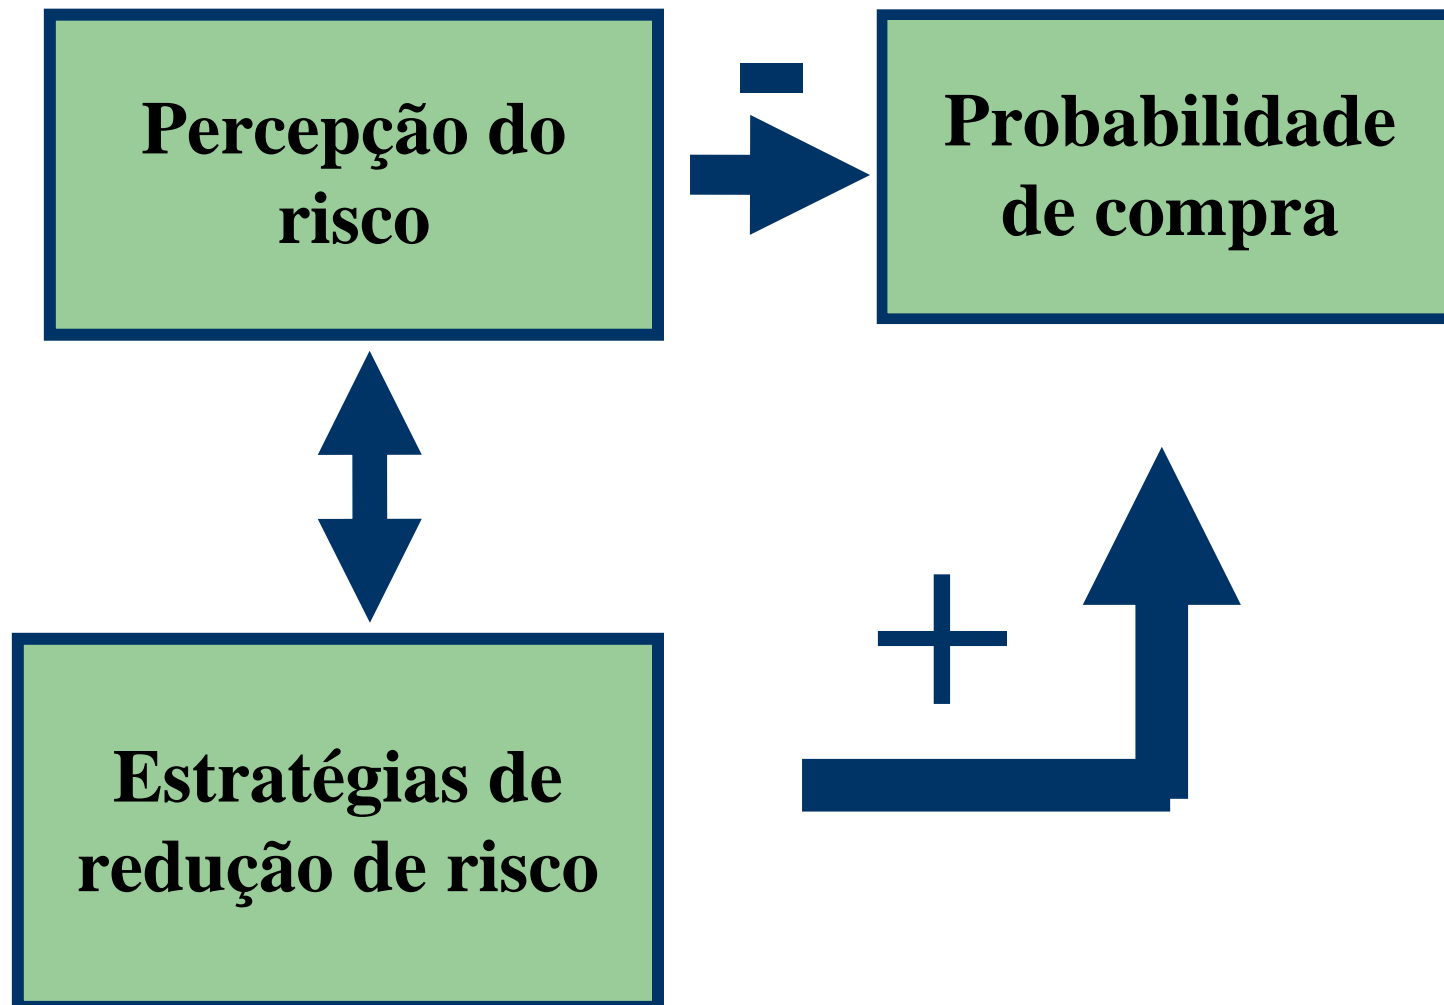 Percepção do
risco
-
Probabilidade
de compra
+
Estratégias de
redução de risco